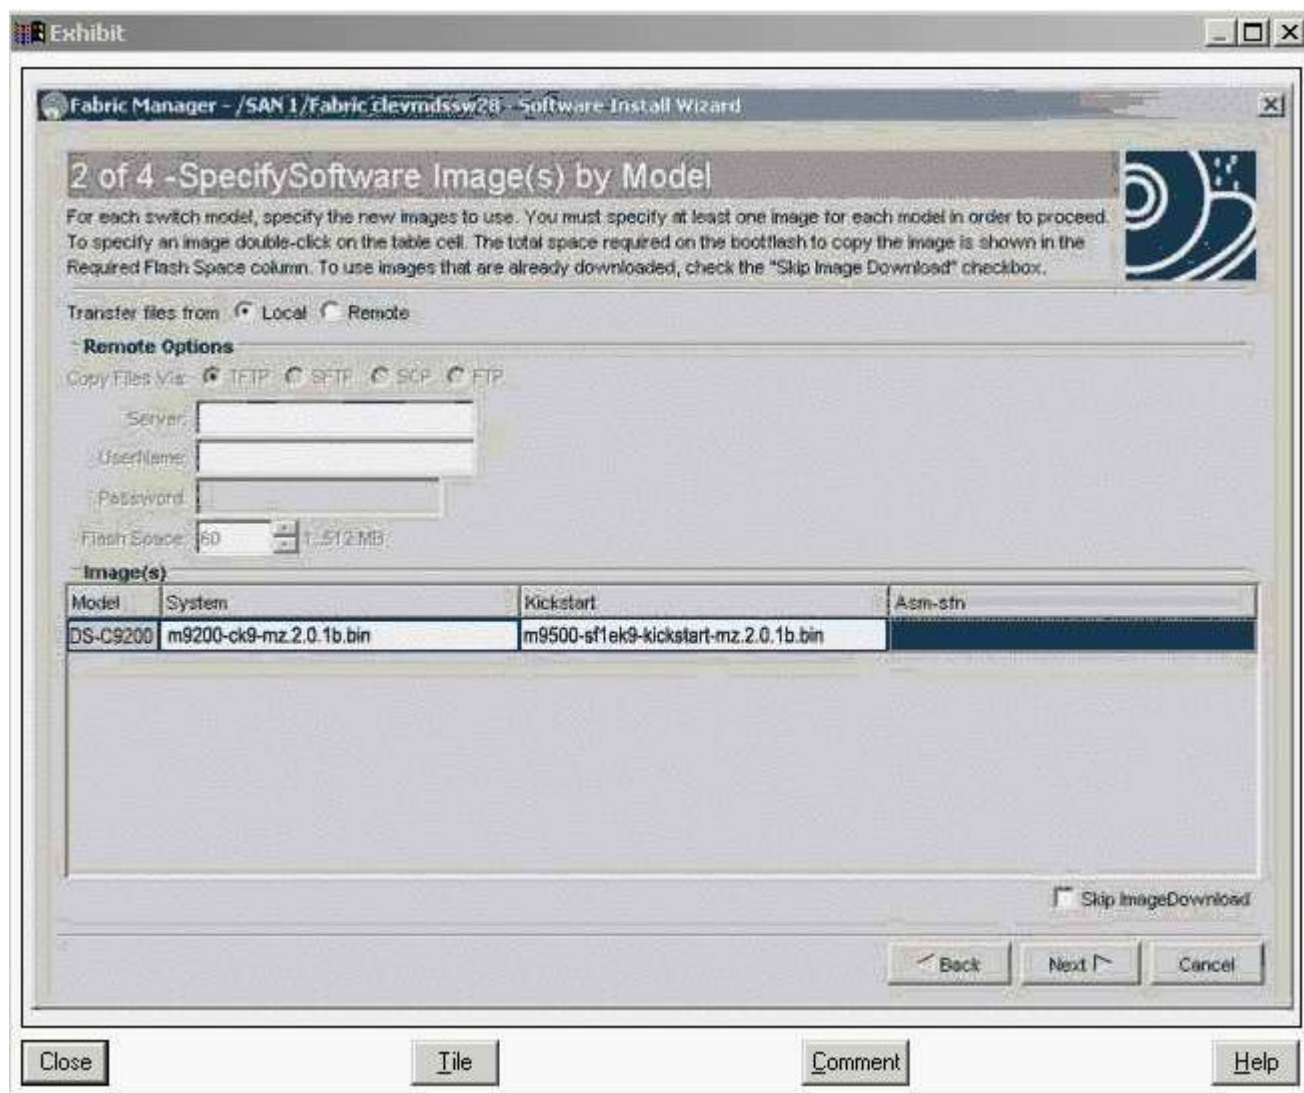 Exhibit
Fabric Manager - /SAN 1/Fabric clevmdssw28 - Software Install Wizard
2 of 4 -SpecifySoftware Image(s) by Model
For each switch model, specify the new images to use. You must specify at least one image for each model in order to proceed.
To specify an image double-click on the table cell. The total space required on the bootflash to copy the image is shown in the
Required Flash Space column. To use images that are already downloaded, check the "Skip Image Download" checkbox.
Transfer files from Local Remote
Remote Options
Copy Files Via: TFTP SFTP SCP FTP
Server:
UserName:
Password
Flash Space: 60 1..512 MB
Image(s)
Model System Kickstart Asm-sfn
DS-C9200 m9200-ck9-mz.2.0.1b.bin m9500-sf1ek9-kickstart-mz.2.0.1b.bin
Skip ImageDownload
Back Next Cancel
Close Tile Comment Help